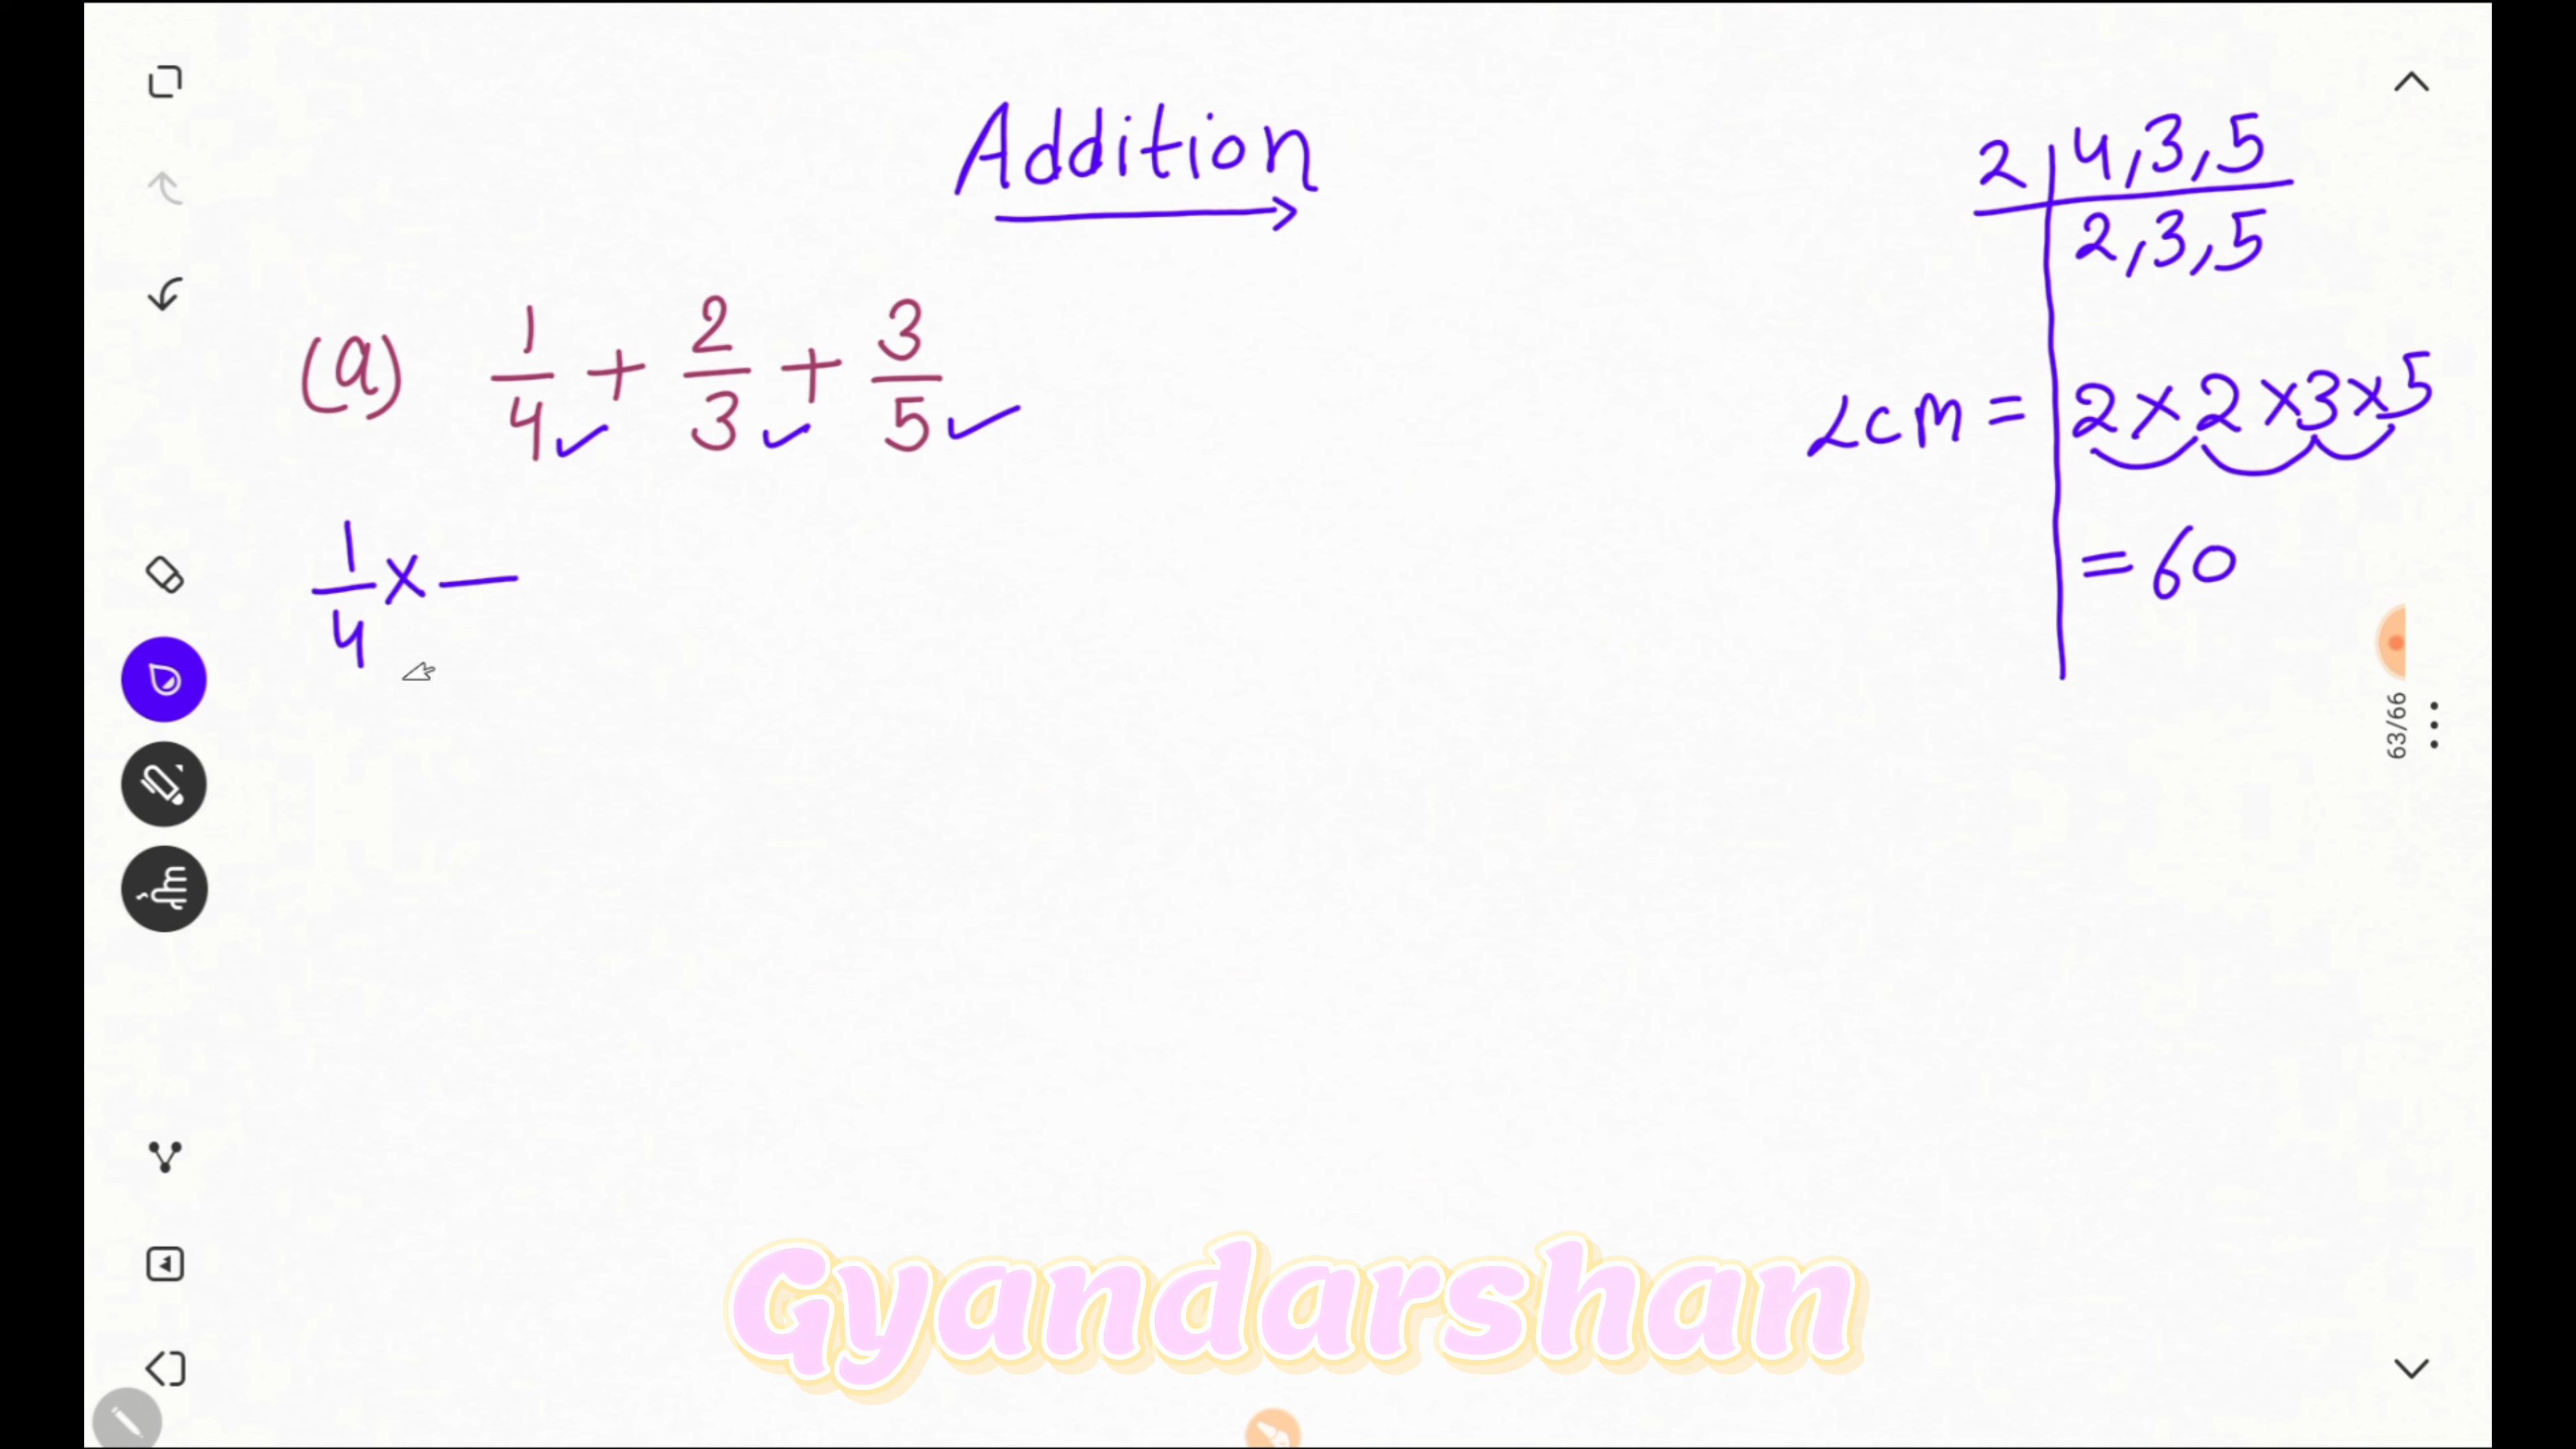 Addition
2 | 4,3,5
2,3,5
Lcm = 2 × 2 × 3 × 5
= 60
(a) 1/4 + 2/3 + 3/5
1/4 × —
63/66
Gyandarshan